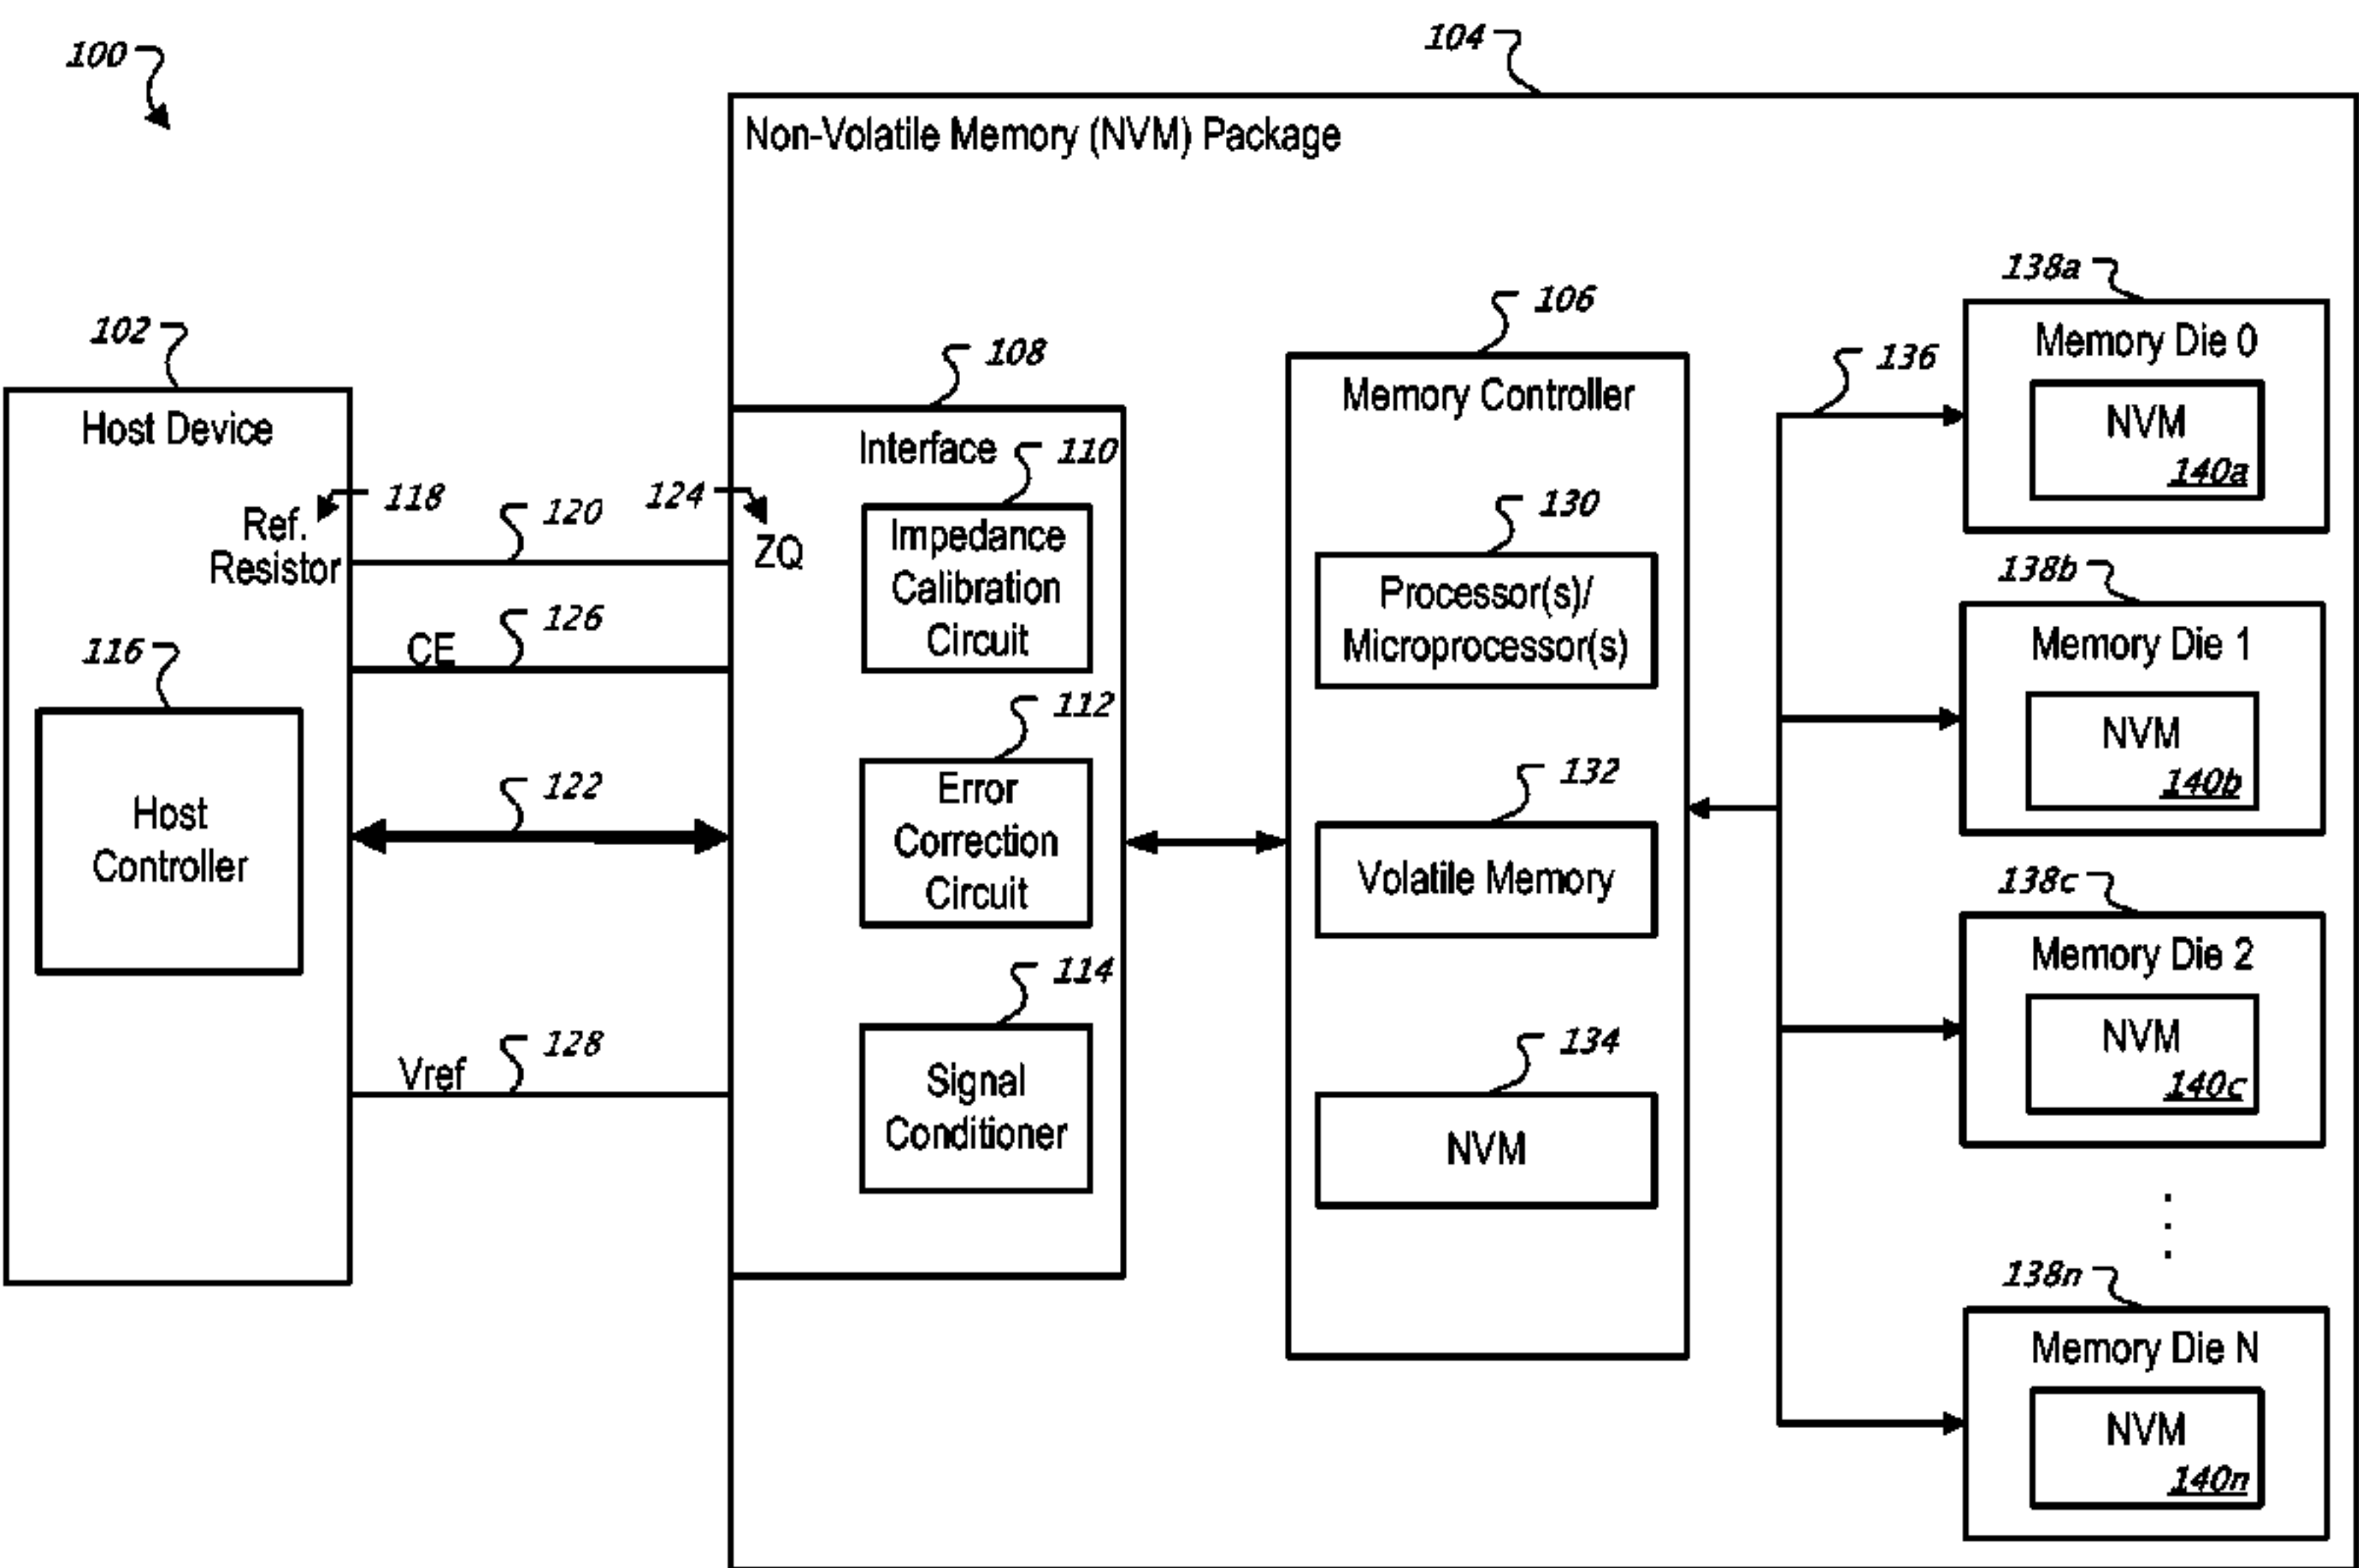 100
104
Non-Volatile Memory (NVM) Package
102
Host Device
118
Ref.
Resistor
120
124
ZQ
CE
126
116
Host
Controller
122
Vref
128
108
Interface
110
Impedance
Calibration
Circuit
112
Error
Correction
Circuit
114
Signal
Conditioner
106
Memory Controller
130
Processor(s)/
Microprocessor(s)
132
Volatile Memory
134
NVM
136
138a
Memory Die 0
NVM
140a
138b
Memory Die 1
NVM
140b
138c
Memory Die 2
NVM
140c
138n
Memory Die N
NVM
140n